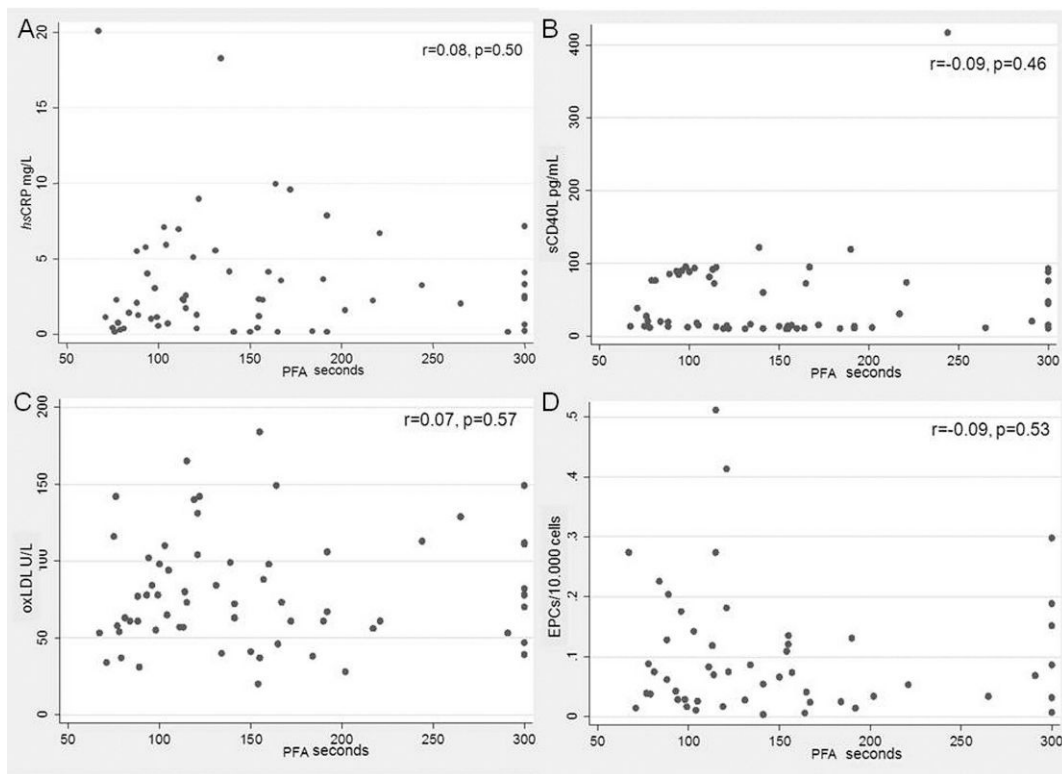 A
r=0.08, p=0.50
hsCRP mg/L
20
15
10
5
0
50 100 150 200 250 300
PFA seconds
B
r=-0.09, p=0.46
sCD40L pg/mL
400
300
200
100
0
50 100 150 200 250 300
PFA seconds
C
r=0.07, p=0.57
oxLDL U/L
200
150
100
50
0
50 100 150 200 250 300
PFA seconds
D
r=-0.09, p=0.53
EPCs/10.000 cells
.5
.4
.3
.2
.1
0
50 100 150 200 250 300
PFA seconds